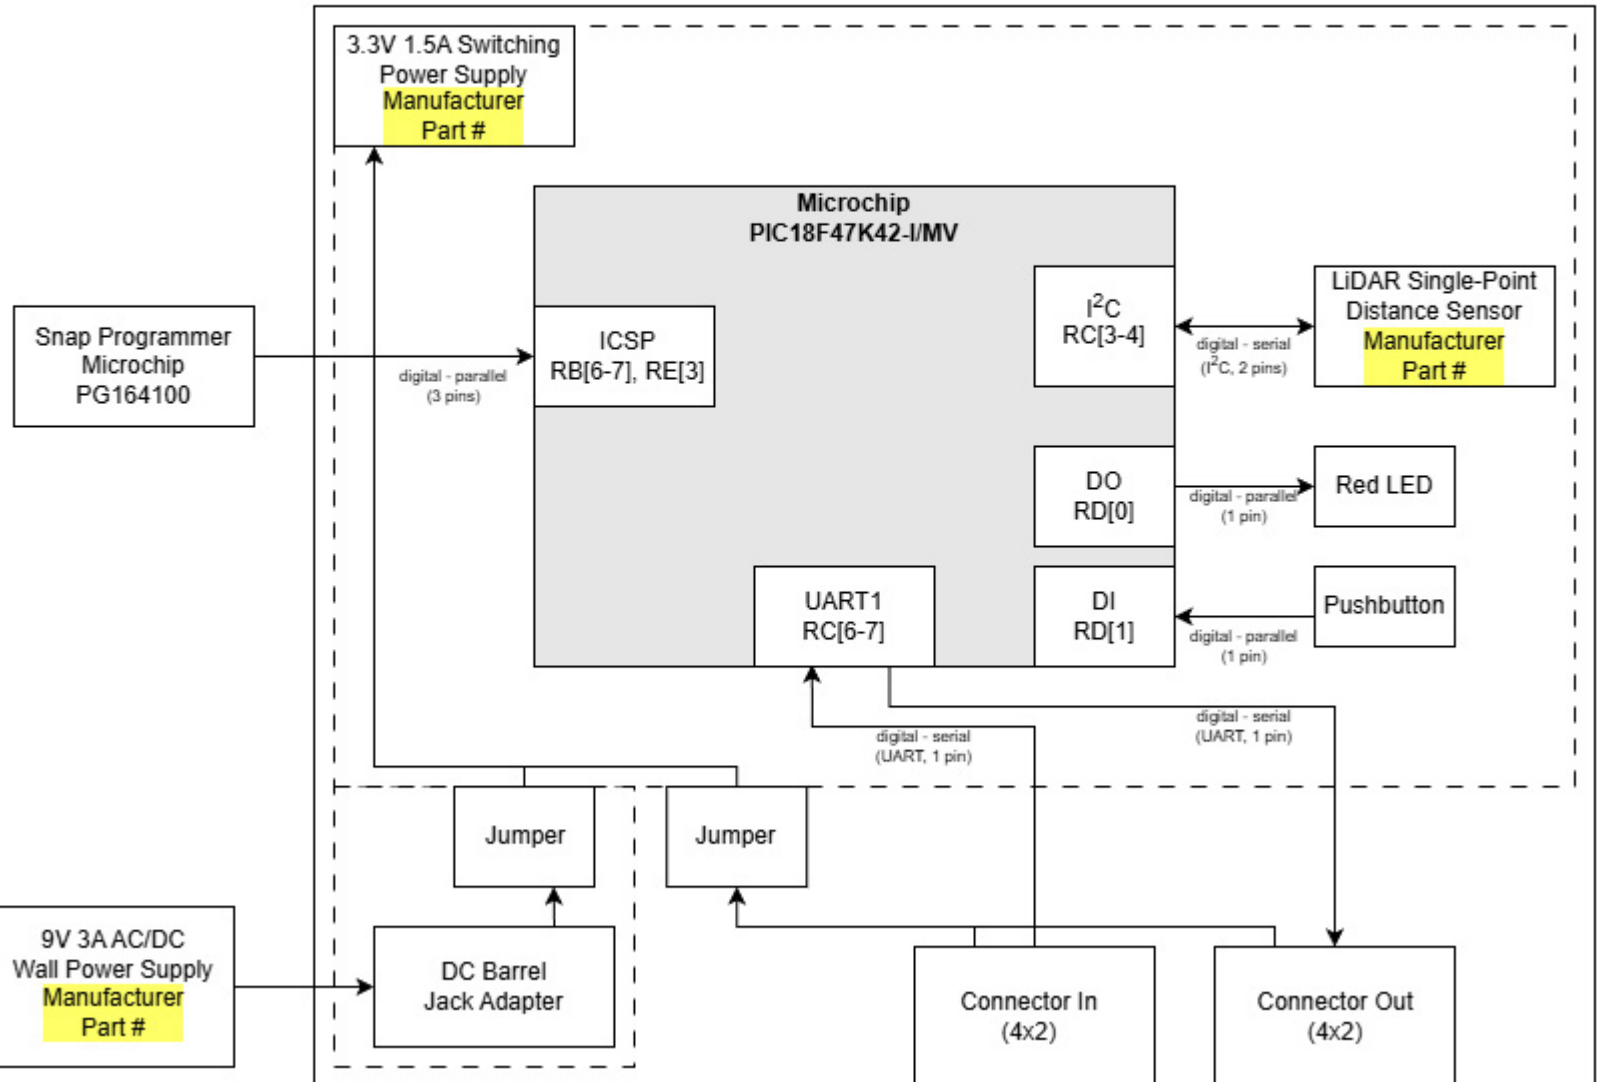 3.3V 1.5A Switching
Power Supply
Manufacturer
Part #
Microchip
PIC18F47K42-I/MV
Snap Programmer
Microchip
PG164100
digital - parallel
(3 pins)
ICSP
RB[6-7], RE[3]
I²C
RC[3-4]
digital - serial
(I²C, 2 pins)
LiDAR Single-Point
Distance Sensor
Manufacturer
Part #
DO
RD[0]
digital - parallel
(1 pin)
Red LED
UART1
RC[6-7]
DI
RD[1]
digital - parallel
(1 pin)
Pushbutton
digital - serial
(UART, 1 pin)
digital - serial
(UART, 1 pin)
Jumper
Jumper
9V 3A AC/DC
Wall Power Supply
Manufacturer
Part #
DC Barrel
Jack Adapter
Connector In
(4x2)
Connector Out
(4x2)